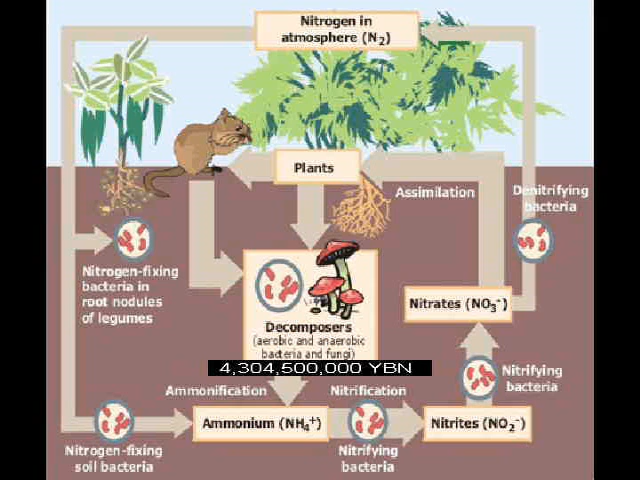 Nitrogen in
atmosphere (N₂)
Plants
Assimilation
Denitrifying
bacteria
Nitrogen-fixing
bacteria in
root nodules
of legumes
Decomposers
(aerobic and anaerobic
bacteria and fungi)
Nitrates (NO₃⁻)
4,304,500,000 YBN
Nitrifying
bacteria
Ammonification
Nitrification
Ammonium (NH₄⁺)
Nitrites (NO₂⁻)
Nitrogen-fixing
soil bacteria
Nitrifying
bacteria